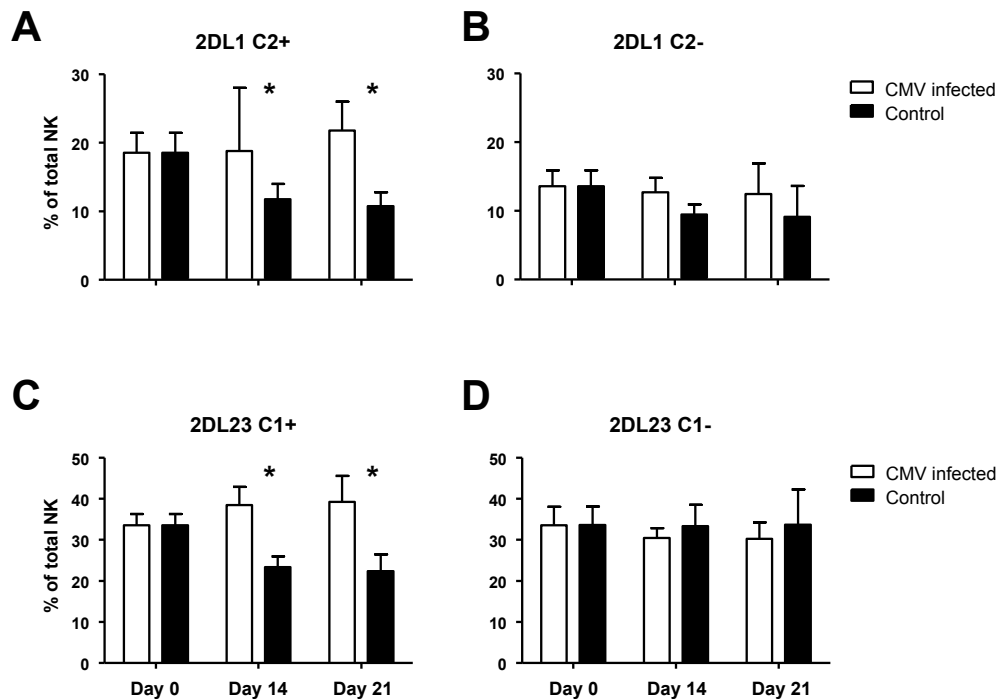 A
2DL1 C2+
% of total NK
30
20
10
0
*
*
B
2DL1 C2-
30
20
10
0
CMV infected
Control
C
2DL23 C1+
% of total NK
50
40
30
20
10
0
*
*
Day 0 Day 14 Day 21
D
2DL23 C1-
50
40
30
20
10
0
CMV infected
Control
Day 0 Day 14 Day 21